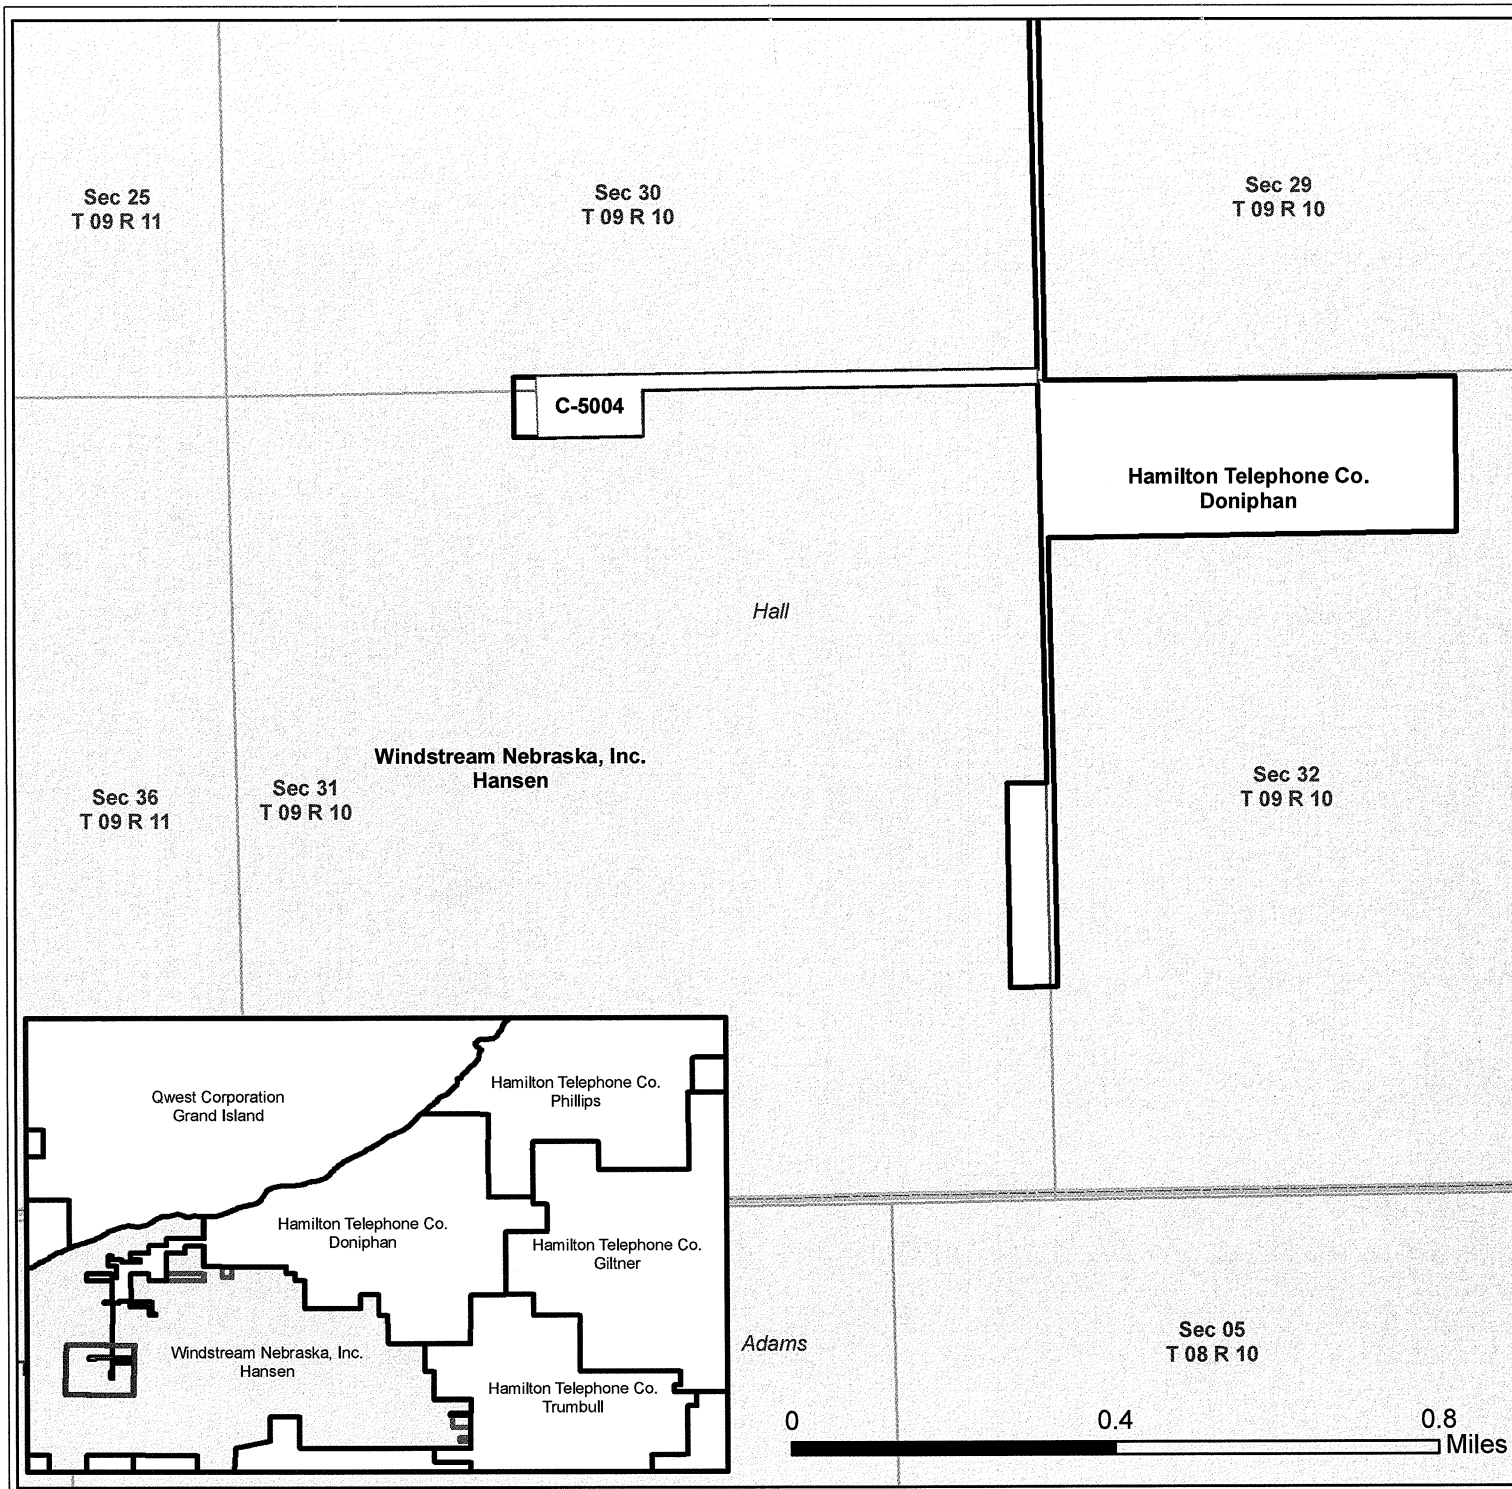 Sec 25
T 09 R 11
Sec 30
T 09 R 10
Sec 29
T 09 R 10
C-5004
Hamilton Telephone Co.
Doniphan
Hall
Windstream Nebraska, Inc.
Hansen
Sec 36
T 09 R 11
Sec 31
T 09 R 10
Sec 32
T 09 R 10
Qwest Corporation
Grand Island
Hamilton Telephone Co.
Phillips
Hamilton Telephone Co.
Doniphan
Hamilton Telephone Co.
Giltner
Windstream Nebraska, Inc.
Hansen
Hamilton Telephone Co.
Trumbull
Adams
Sec 05
T 08 R 10
0 0.4 0.8
Miles